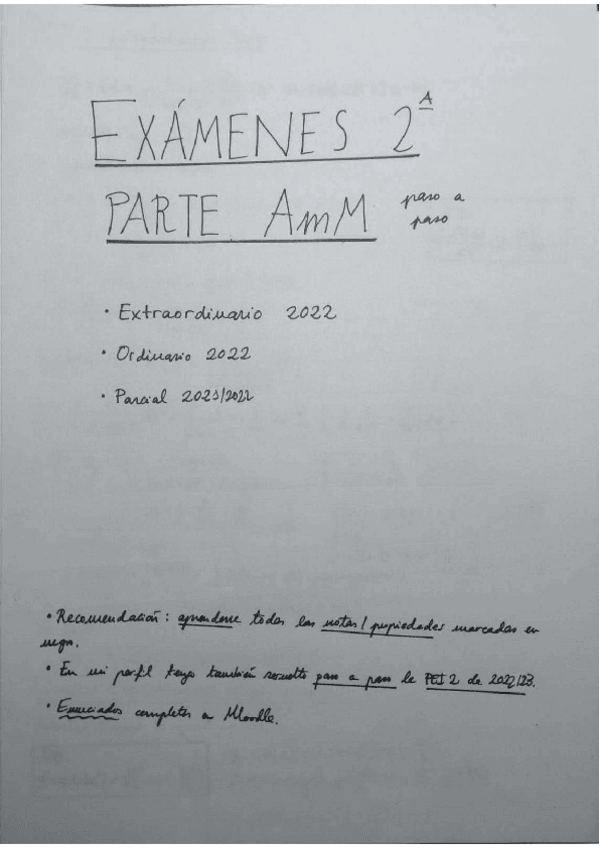 EXÁMENES 2ª
PARTE AmM paso a
paso
• Extraordinario 2022
• Ordinario 2022
• Parcial 2021/2022
• Recomendación: aprenderse todas las notas/propiedades marcadas en
negro.
• En mi perfil tengo también resuelto paso a paso la PEI 2 de 2022/23.
• Enunciados completos a Moodle.